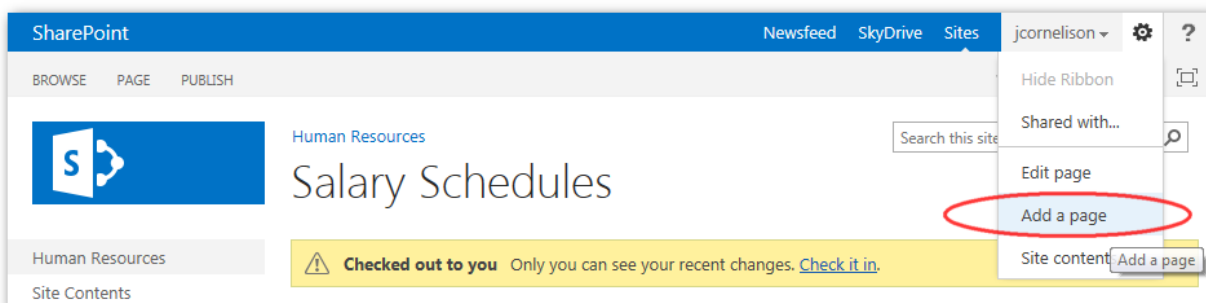 SharePoint Newsfeed SkyDrive Sites jcornelison ?
BROWSE PAGE PUBLISH
Hide Ribbon
Shared with...
Edit page
Add a page
Site contents
Add a page
S
Human Resources
Search this site
Salary Schedules
Human Resources
Checked out to you Only you can see your recent changes. Check it in.
Site Contents